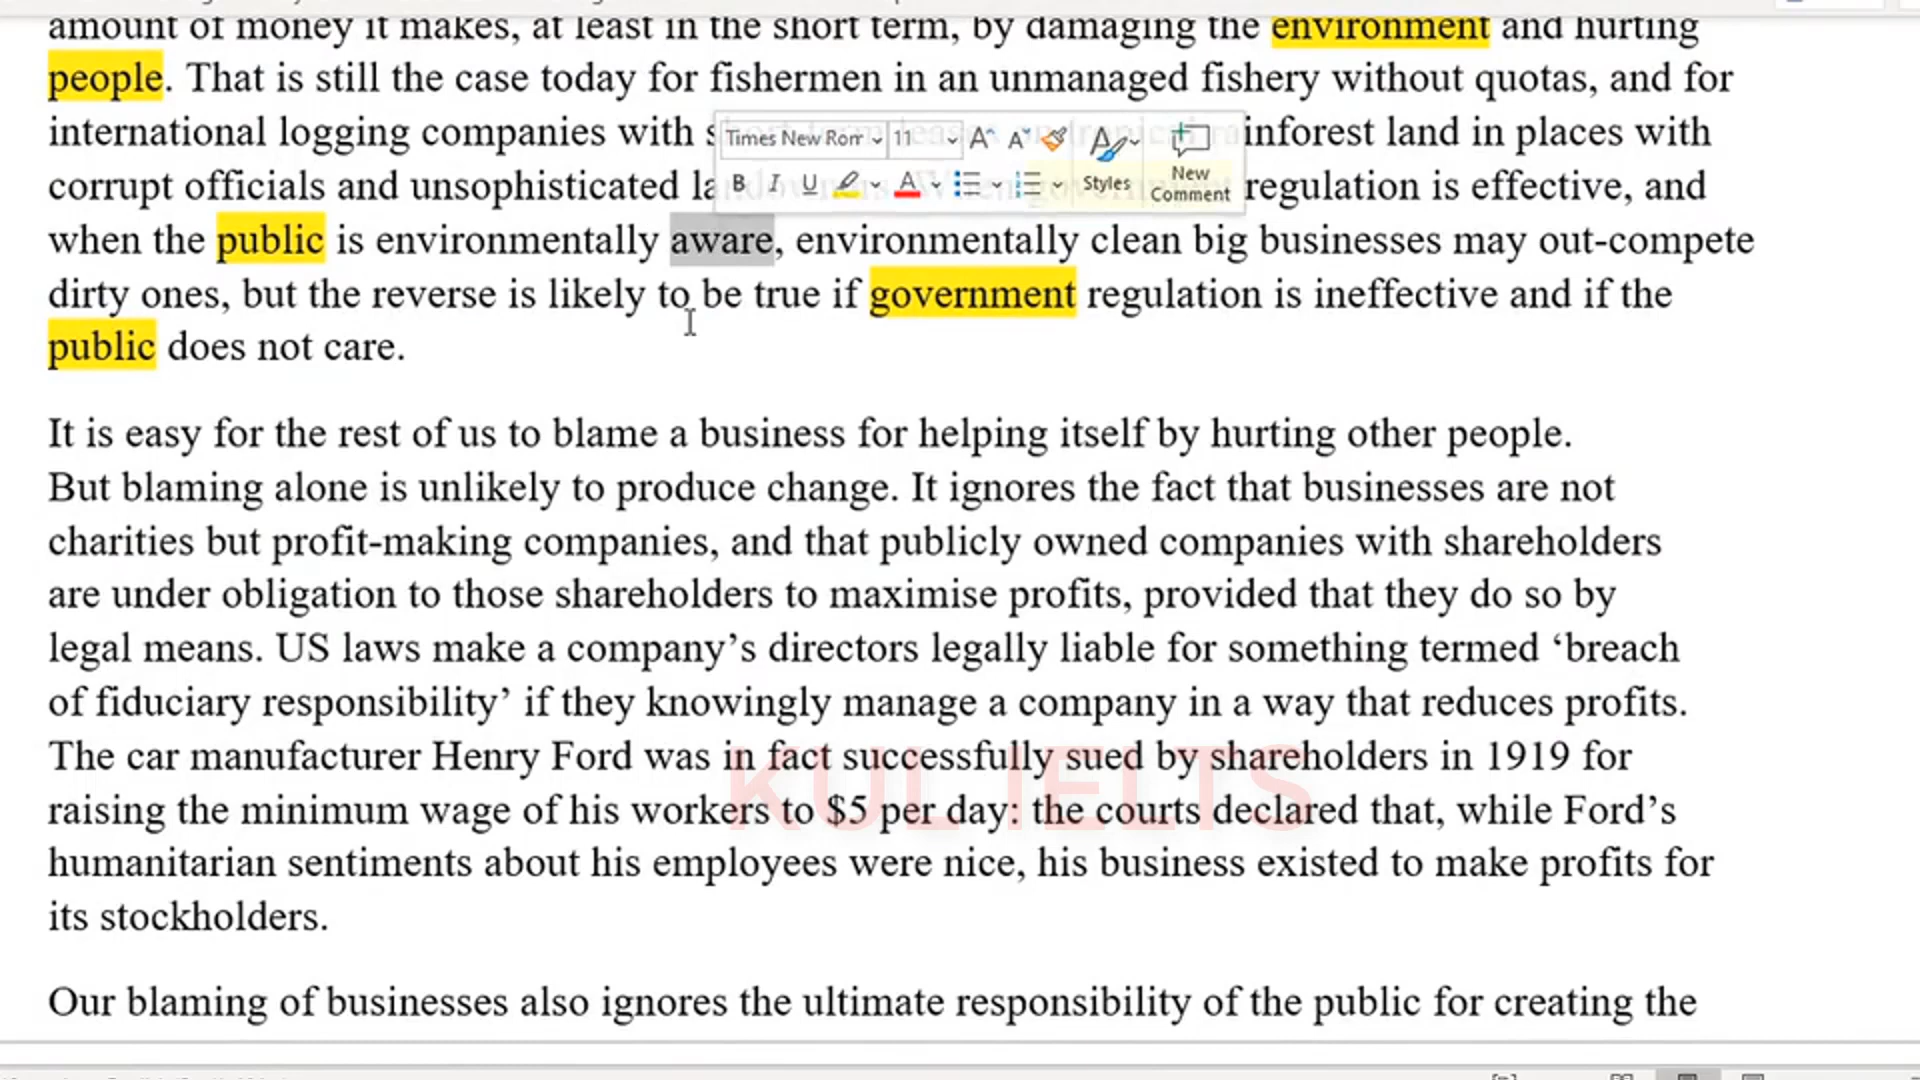 amount of money it makes, at least in the short term, by damaging the environment and hurting
people. That is still the case today for fishermen in an unmanaged fishery without quotas, and for
international logging companies with inforest land in places with
Times New Rom 11
corrupt officials and unsophisticated regulation is effective, and
B I U A Styles New Comment
when the public is environmentally aware, environmentally clean big businesses may out-compete
dirty ones, but the reverse is likely to be true if government regulation is ineffective and if the
public does not care.
It is easy for the rest of us to blame a business for helping itself by hurting other people.
But blaming alone is unlikely to produce change. It ignores the fact that businesses are not
charities but profit-making companies, and that publicly owned companies with shareholders
are under obligation to those shareholders to maximise profits, provided that they do so by
legal means. US laws make a company’s directors legally liable for something termed ‘breach
of fiduciary responsibility’ if they knowingly manage a company in a way that reduces profits.
The car manufacturer Henry Ford was in fact successfully sued by shareholders in 1919 for
KUL IELTS
raising the minimum wage of his workers to $5 per day: the courts declared that, while Ford’s
humanitarian sentiments about his employees were nice, his business existed to make profits for
its stockholders.
Our blaming of businesses also ignores the ultimate responsibility of the public for creating the